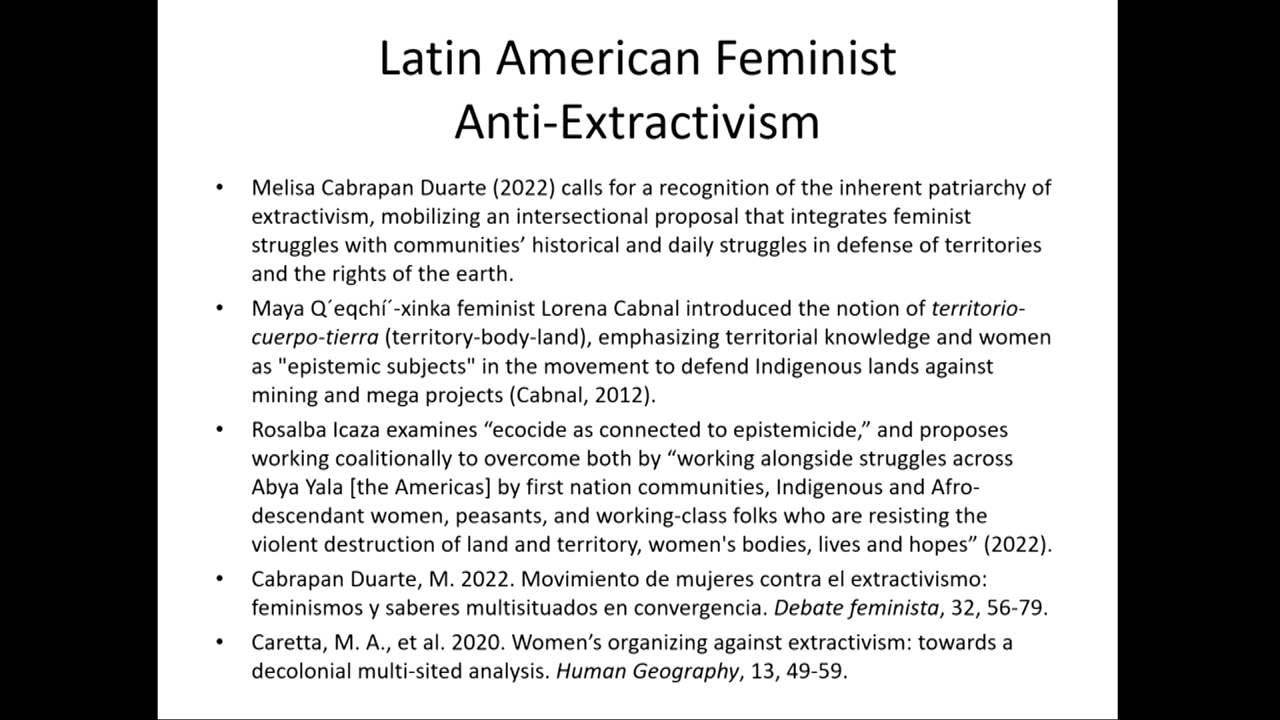 Latin American Feminist
Anti-Extractivism
• Melisa Cabrapan Duarte (2022) calls for a recognition of the inherent patriarchy of
extractivism, mobilizing an intersectional proposal that integrates feminist
struggles with communities’ historical and daily struggles in defense of territories
and the rights of the earth.
• Maya Q´eqchí´-xinka feminist Lorena Cabnal introduced the notion of territorio-
cuerpo-tierra (territory-body-land), emphasizing territorial knowledge and women
as "epistemic subjects" in the movement to defend Indigenous lands against
mining and mega projects (Cabnal, 2012).
• Rosalba Icaza examines “ecocide as connected to epistemicide,” and proposes
working coalitionally to overcome both by “working alongside struggles across
Abya Yala [the Americas] by first nation communities, Indigenous and Afro-
descendant women, peasants, and working-class folks who are resisting the
violent destruction of land and territory, women's bodies, lives and hopes” (2022).
• Cabrapan Duarte, M. 2022. Movimiento de mujeres contra el extractivismo:
feminismos y saberes multisituados en convergencia. Debate feminista, 32, 56-79.
• Caretta, M. A., et al. 2020. Women’s organizing against extractivism: towards a
decolonial multi-sited analysis. Human Geography, 13, 49-59.